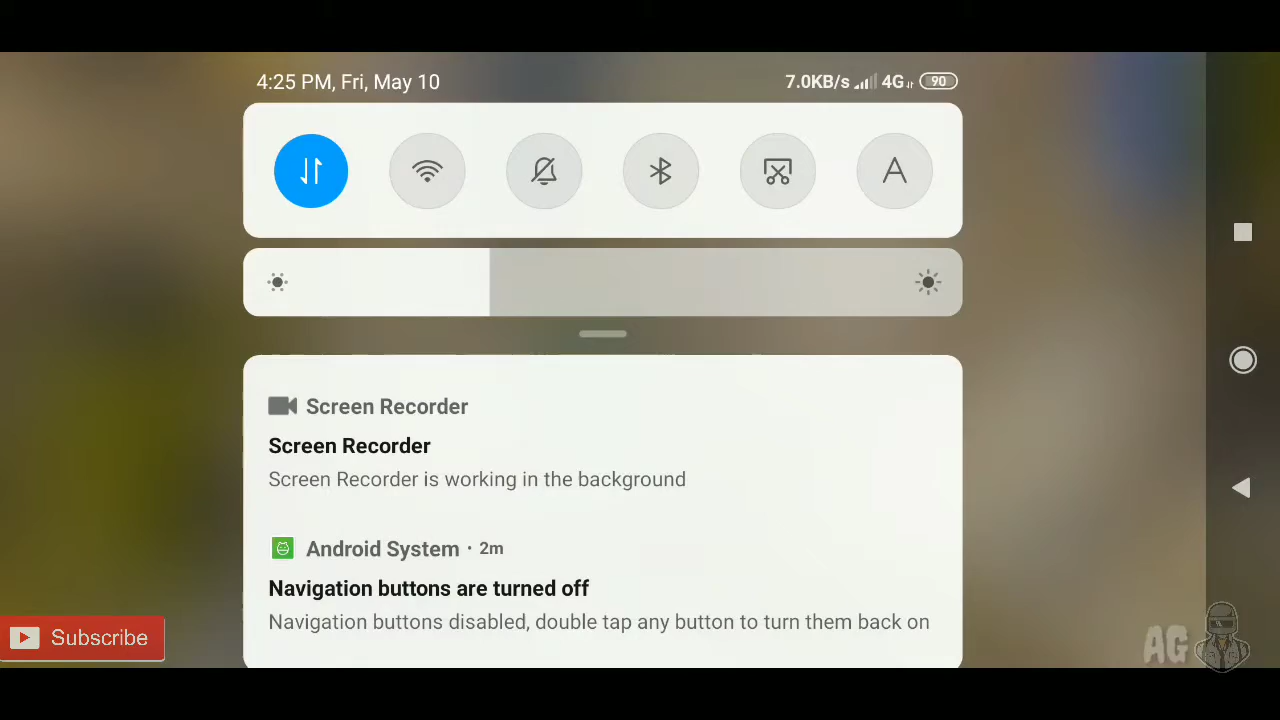 4:25 PM, Fri, May 10
7.0KB/s 4G 90
A
Screen Recorder
Screen Recorder
Screen Recorder is working in the background
Android System · 2m
Navigation buttons are turned off
Navigation buttons disabled, double tap any button to turn them back on
Subscribe
AG